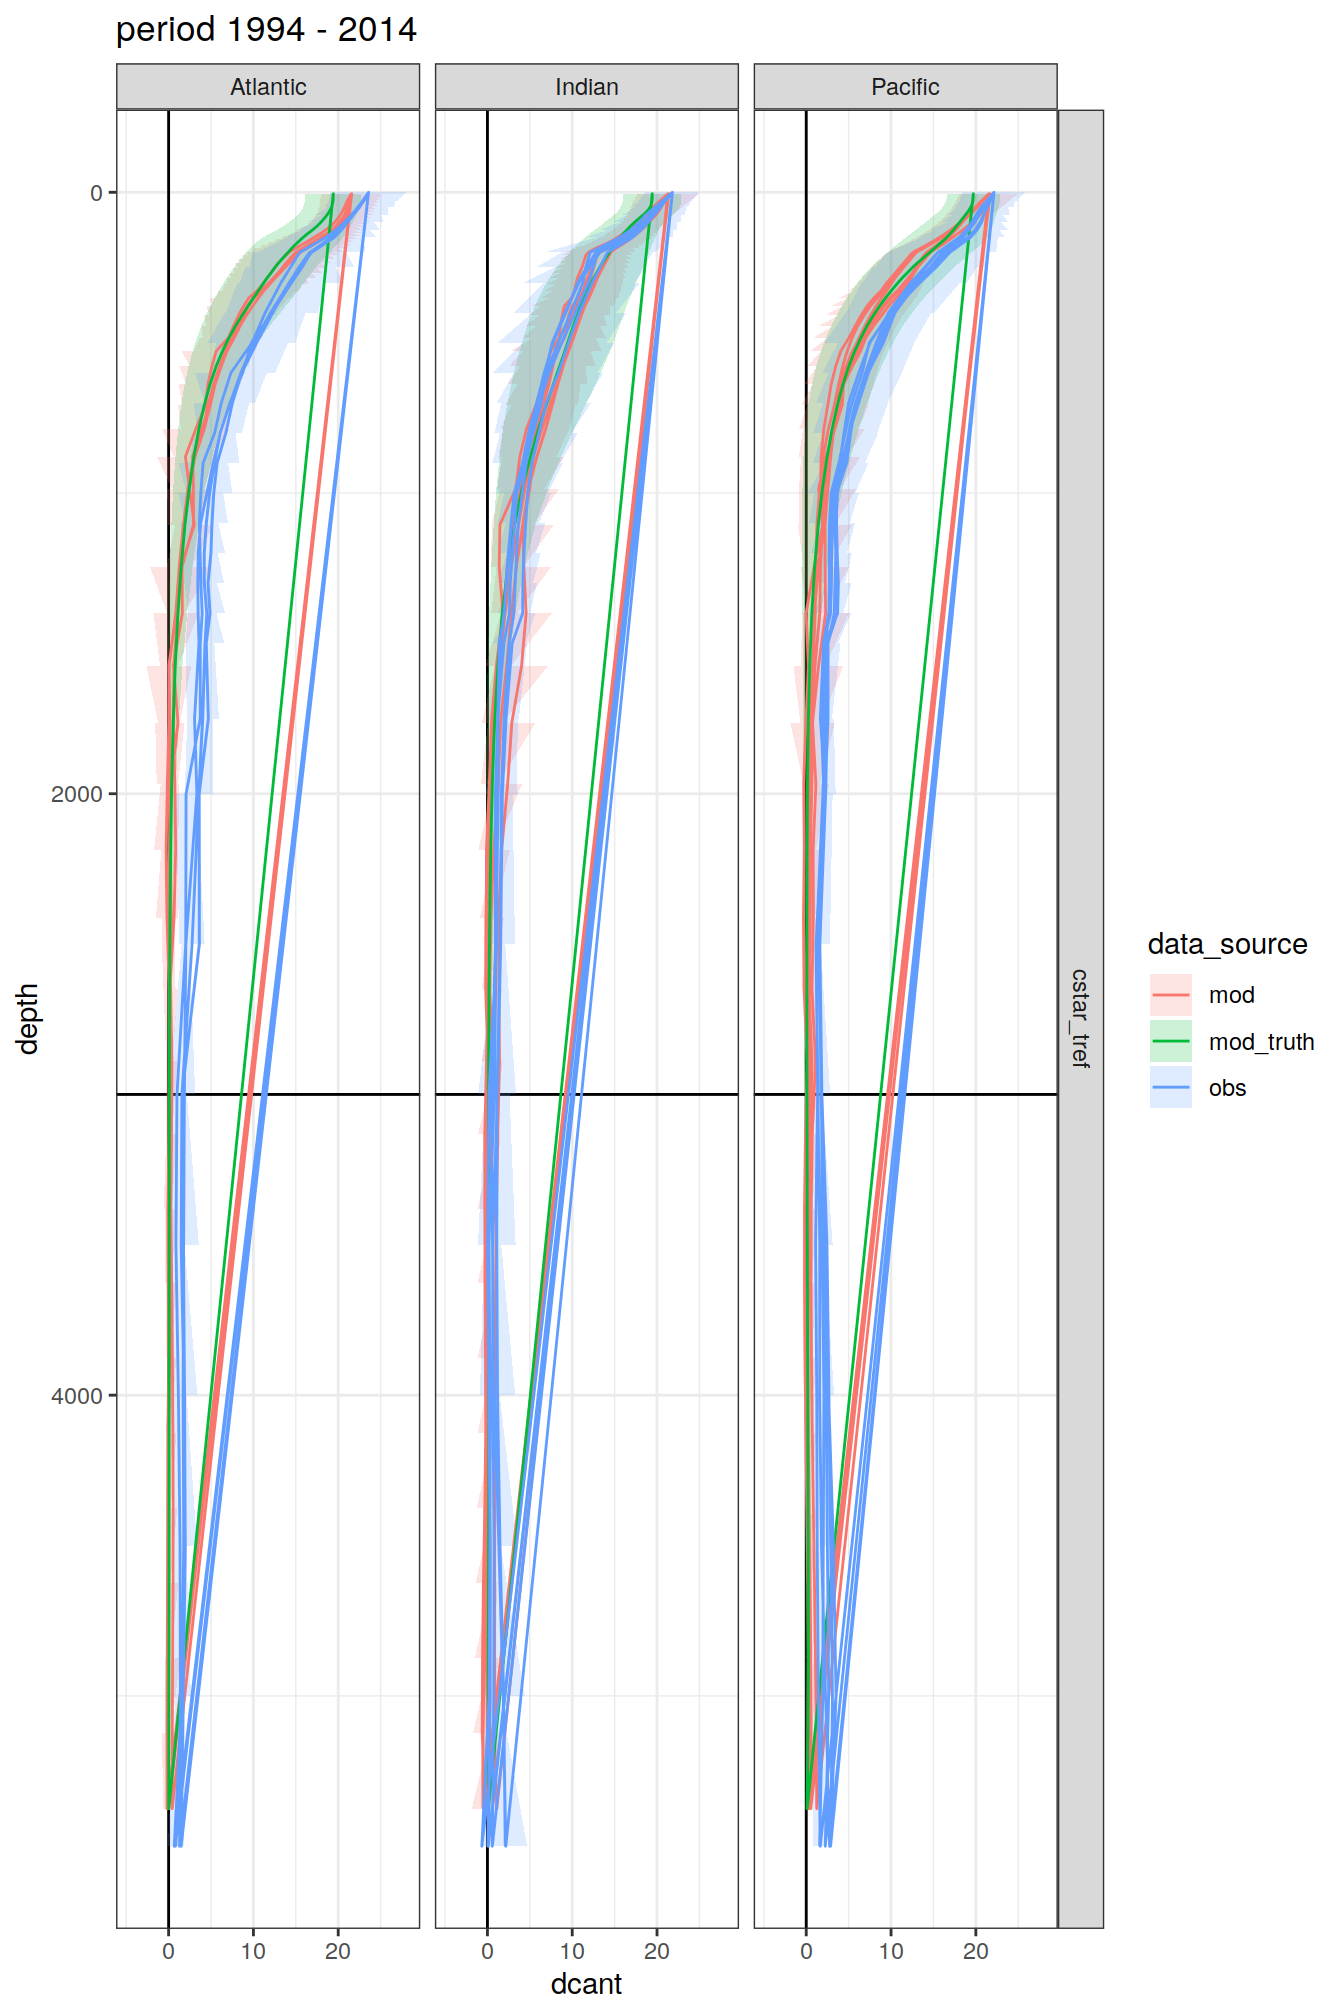 period 1994 - 2014
Atlantic Indian Pacific
0
2000
4000
depth
cstar_tref
0 10 20 0 10 20 0 10 20
dcant
data_source
mod
mod_truth
obs